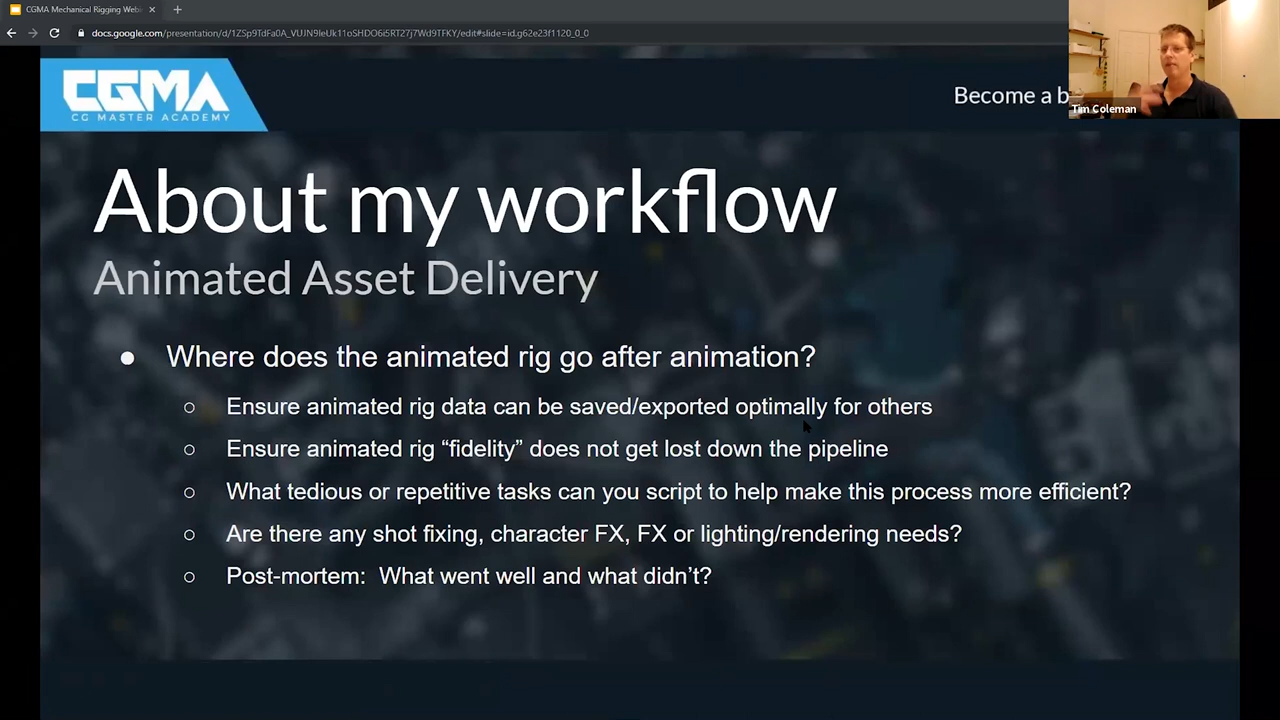 CGMA Mechanical Rigging Webi
docs.google.com/presentation/d/1ZSp9TdFa0A_VUJN9leUk11oSHDO6i5RT27j7Wd9TFKY/edit#slide=id.g62e23f1120_0_0
CGMA
CG MASTER ACADEMY
Become a b
Tim Coleman
About my workflow
Animated Asset Delivery
● Where does the animated rig go after animation?
○ Ensure animated rig data can be saved/exported optimally for others
○ Ensure animated rig “fidelity” does not get lost down the pipeline
○ What tedious or repetitive tasks can you script to help make this process more efficient?
○ Are there any shot fixing, character FX, FX or lighting/rendering needs?
○ Post-mortem: What went well and what didn’t?